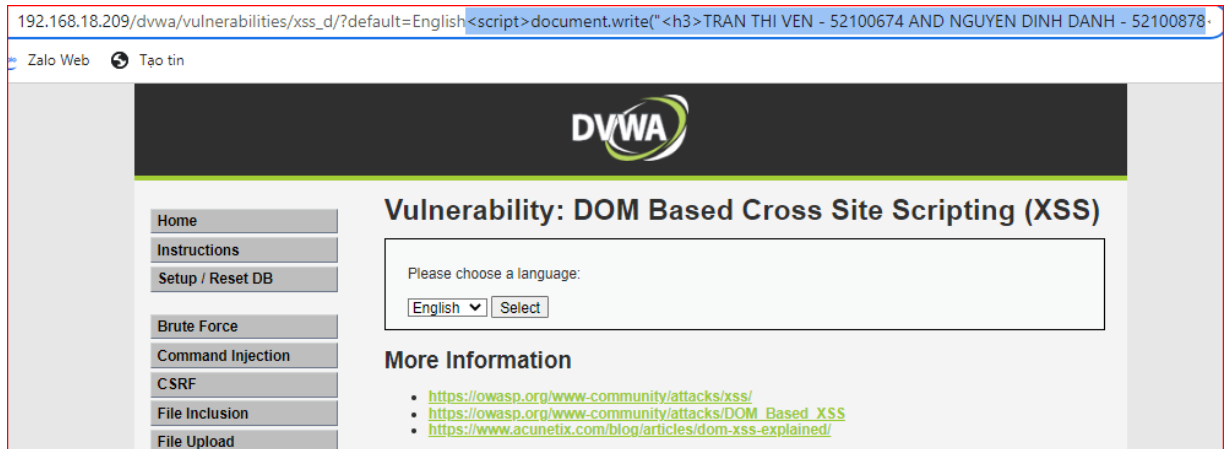 192.168.18.209/dvwa/vulnerabilities/xss_d/?default=English<script>document.write("<h3>TRAN THI VEN - 52100674 AND NGUYEN DINH DANH - 52100878<
Zalo Web Tạo tin
DVWA
Vulnerability: DOM Based Cross Site Scripting (XSS)
Home
Instructions
Setup / Reset DB
Brute Force
Command Injection
CSRF
File Inclusion
File Upload
Please choose a language:
English Select
More Information
https://owasp.org/www-community/attacks/xss/
https://owasp.org/www-community/attacks/DOM_Based_XSS
https://www.acunetix.com/blog/articles/dom-xss-explained/